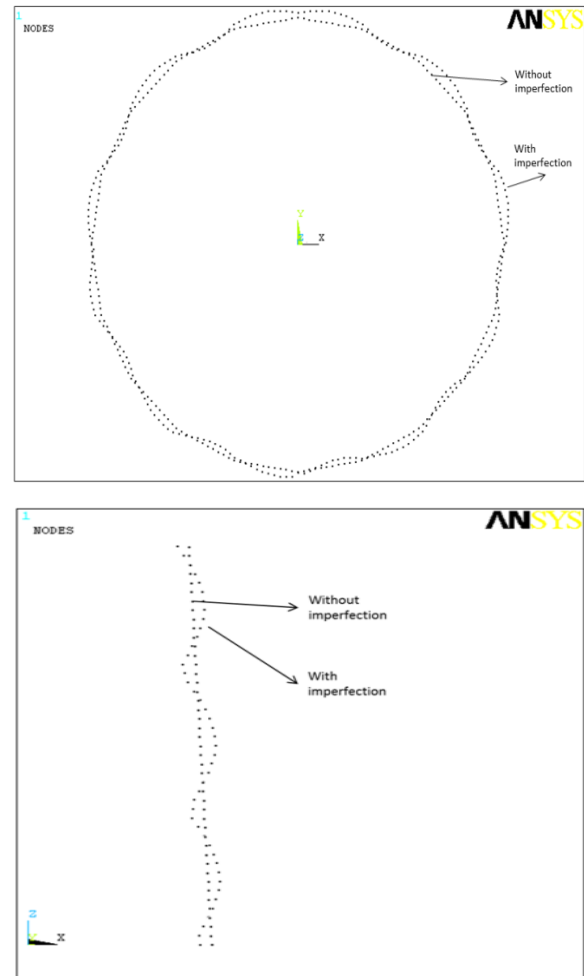 1
NODES
ANSYS
Without
imperfection
With
imperfection
Y
Z X
1
NODES
ANSYS
Without
imperfection
With
imperfection
Z
X